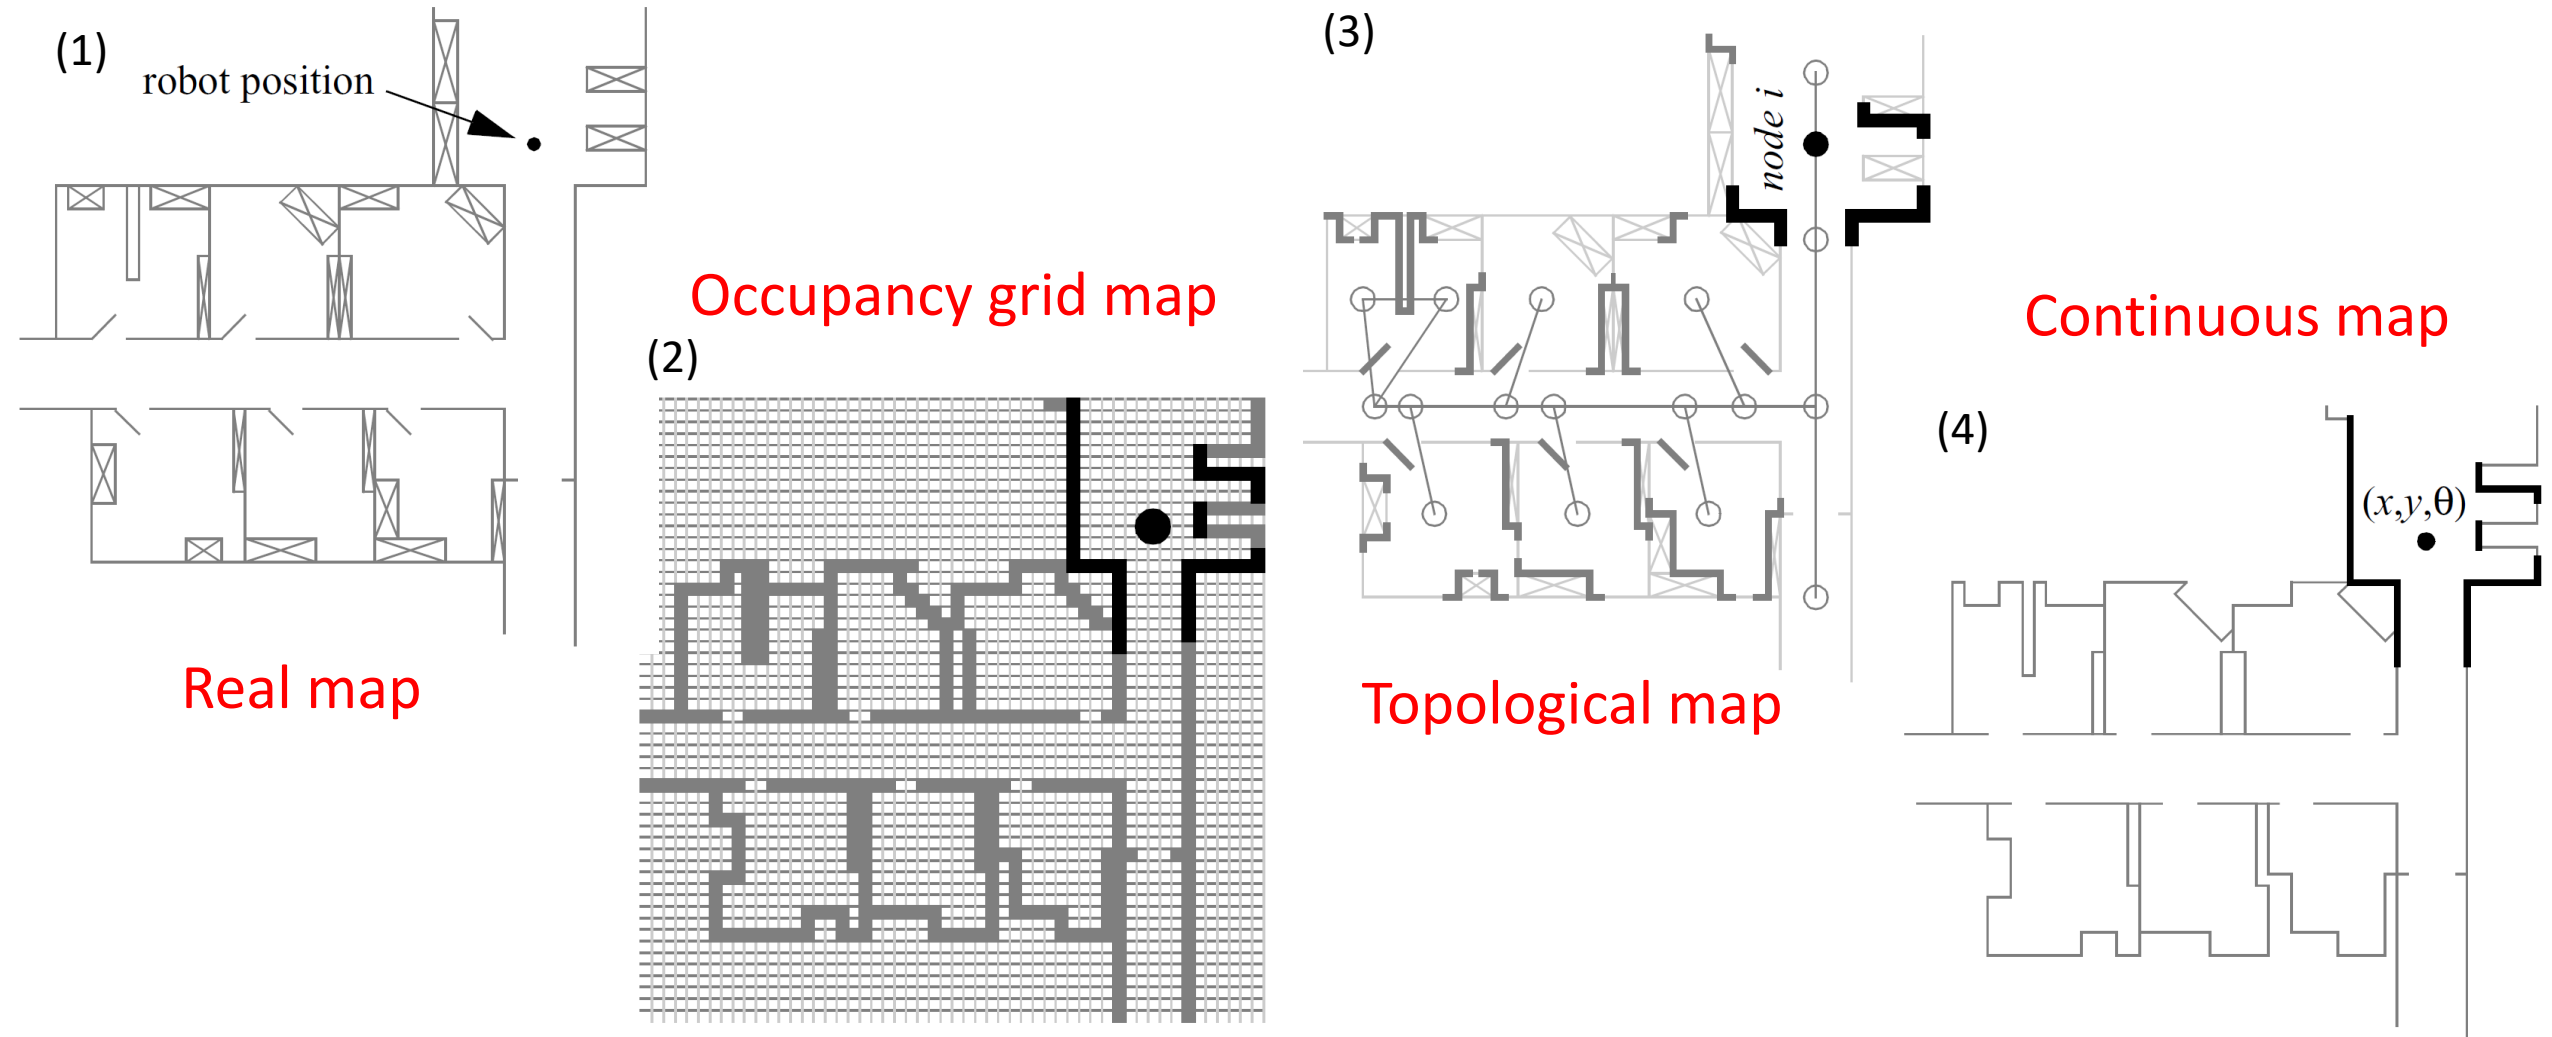 (1)
robot position
Real map
Occupancy grid map
(2)
(3)
node i
Topological map
Continuous map
(4)
(x,y,θ)